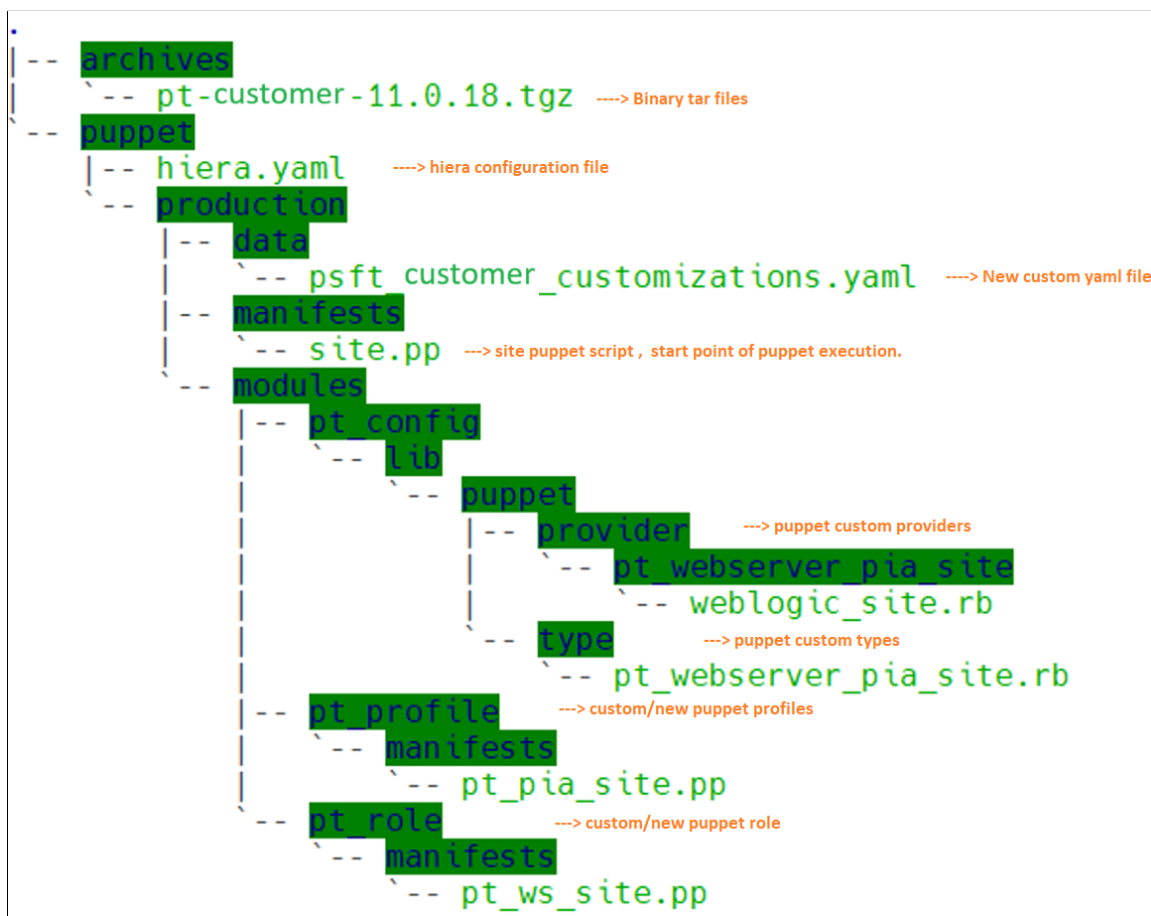 .
|-- archives
|   `-- pt-customer-11.0.18.tgz ----> Binary tar files
`-- puppet
    |-- hiera.yaml ----> hiera configuration file
    `-- production
        |-- data
        |   `-- psft_customer_customizations.yaml ----> New custom yaml file
        |-- manifests
        |   `-- site.pp ---> site puppet script , start point of puppet execution.
        `-- modules
            |-- pt_config
            |   `-- lib
            |       `-- puppet
            |           |-- provider ---> puppet custom providers
            |           |   `-- pt_webserver_pia_site
            |           |       `-- weblogic_site.rb
            |           `-- type ---> puppet custom types
            |               `-- pt_webserver_pia_site.rb
            |-- pt_profile ---> custom/new puppet profiles
            |   `-- manifests
            |       `-- pt_pia_site.pp
            `-- pt_role ---> custom/new puppet role
                `-- manifests
                    `-- pt_ws_site.pp